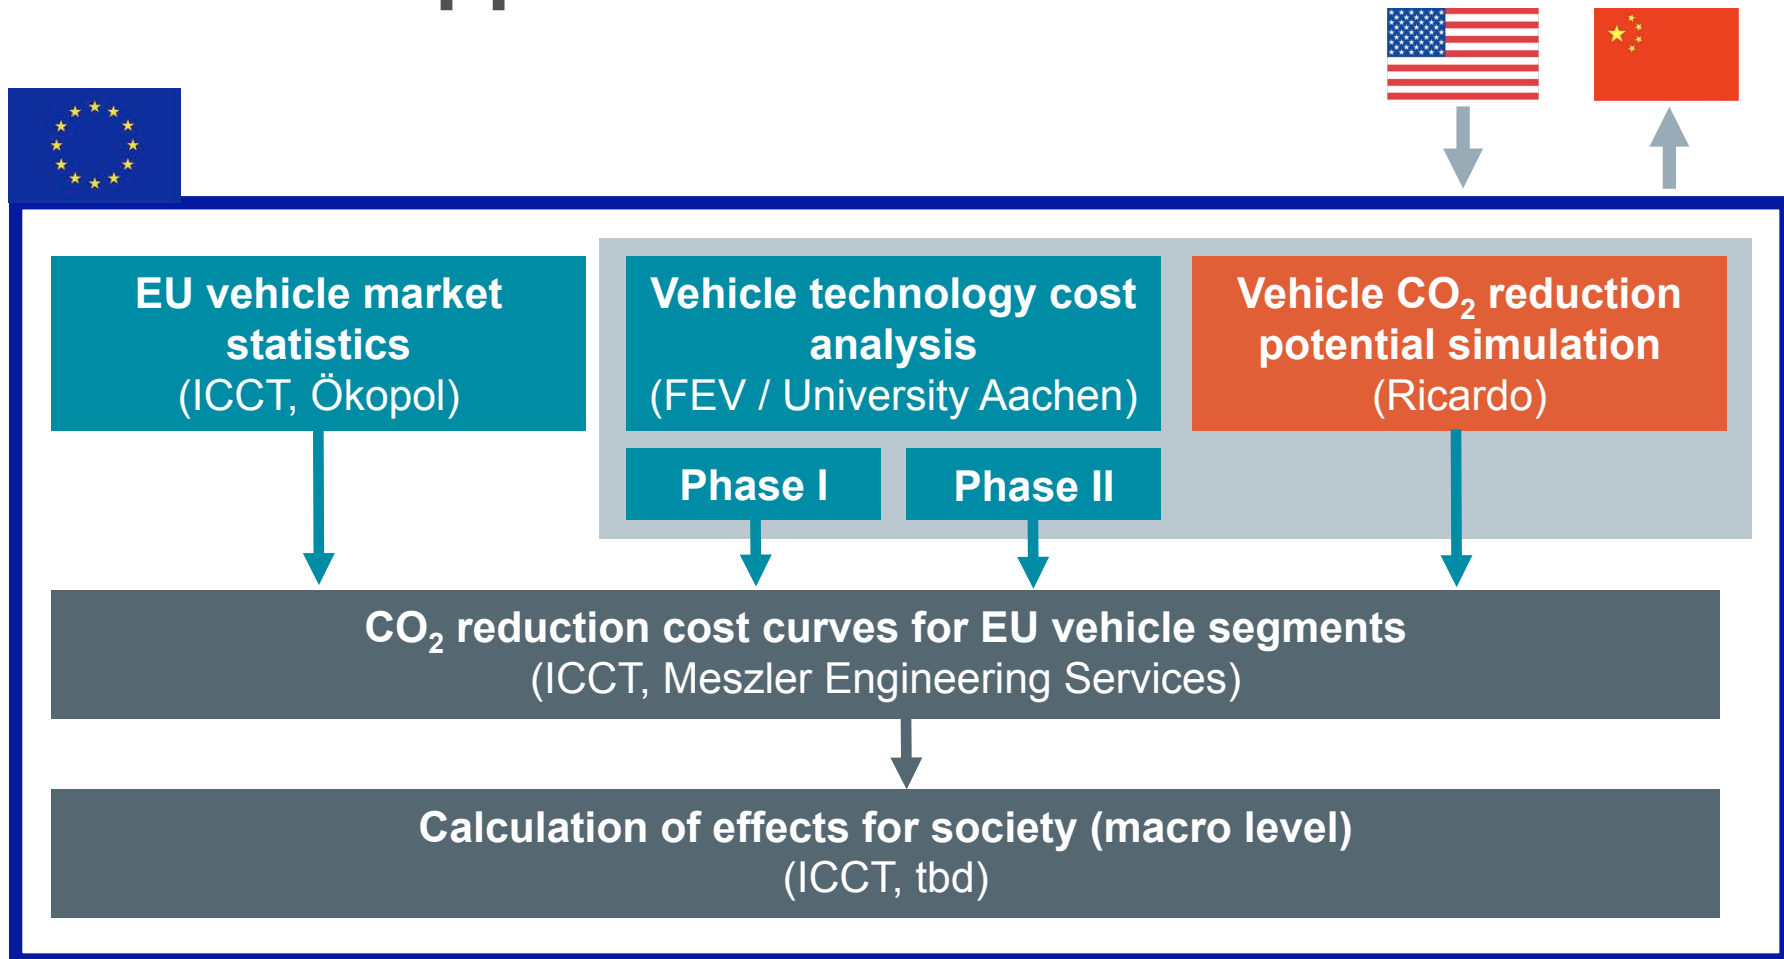 EU vehicle market
statistics
(ICCT, Ökopol)
Vehicle technology cost
analysis
(FEV / University Aachen)
Phase I
Phase II
Vehicle CO₂ reduction
potential simulation
(Ricardo)
CO₂ reduction cost curves for EU vehicle segments
(ICCT, Meszler Engineering Services)
Calculation of effects for society (macro level)
(ICCT, tbd)